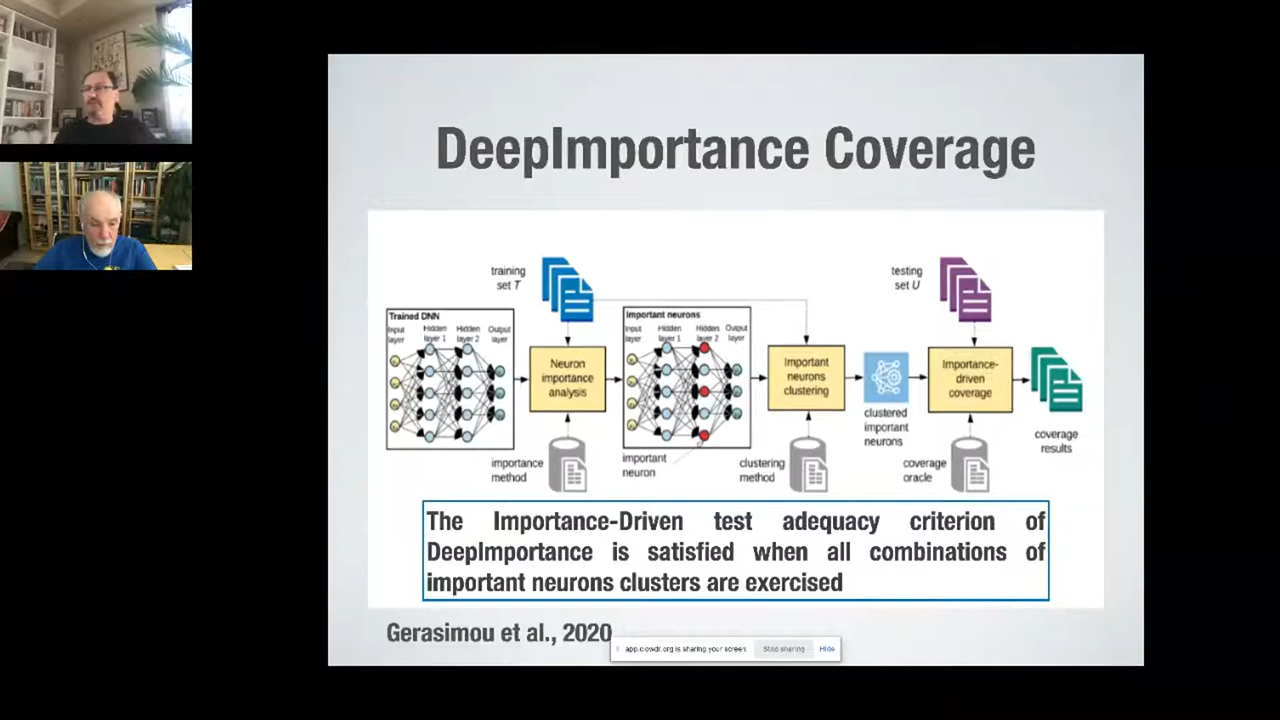 DeepImportance Coverage
training
set T
testing
set U
Trained DNN
Input
layer
Hidden
layer 1
Hidden
layer 2
Output
layer
Neuron
importance
analysis
Important neurons
Input
layer
Hidden
layer 1
Hidden
layer 2
Output
layer
Important
neurons
clustering
Importance-
driven
coverage
clustered
important
neurons
coverage
results
importance
method
important
neuron
clustering
method
coverage
oracle
The Importance-Driven test adequacy criterion of
DeepImportance is satisfied when all combinations of
important neurons clusters are exercised
Gerasimou et al., 2020
app.clowdr.org is sharing your screen.
Stop sharing
Hide